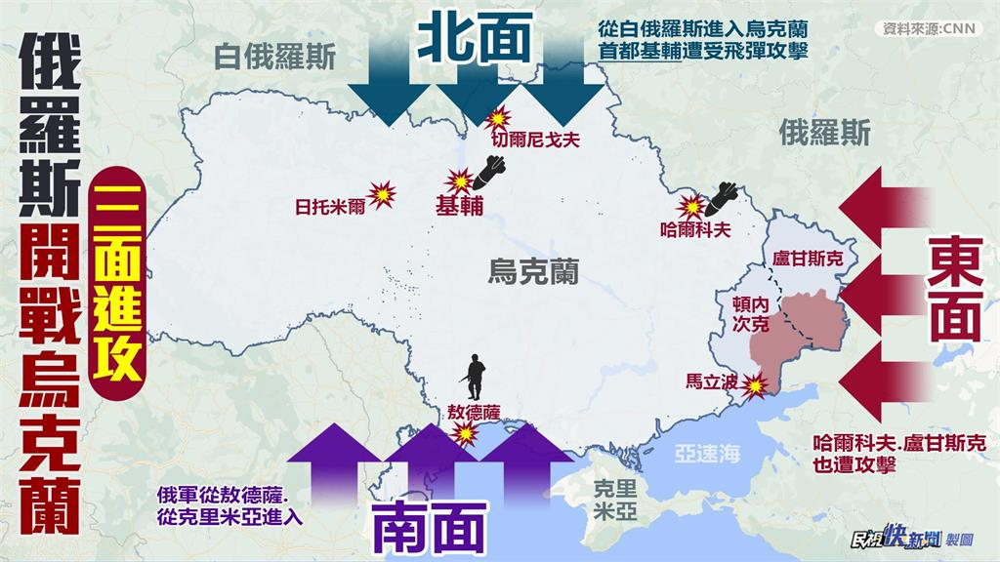 俄羅斯開戰烏克蘭
三面進攻
北面
從白俄羅斯進入烏克蘭
首都基輔遭受飛彈攻擊
資料來源:CNN
白俄羅斯
俄羅斯
切爾尼戈夫
日托米爾
基輔
哈爾科夫
烏克蘭
盧甘斯克
頓內
次克
東面
馬立波
敖德薩
亞速海
哈爾科夫.盧甘斯克
也遭攻擊
克里
米亞
俄軍從敖德薩.
從克里米亞進入
南面
民視快新聞 製圖